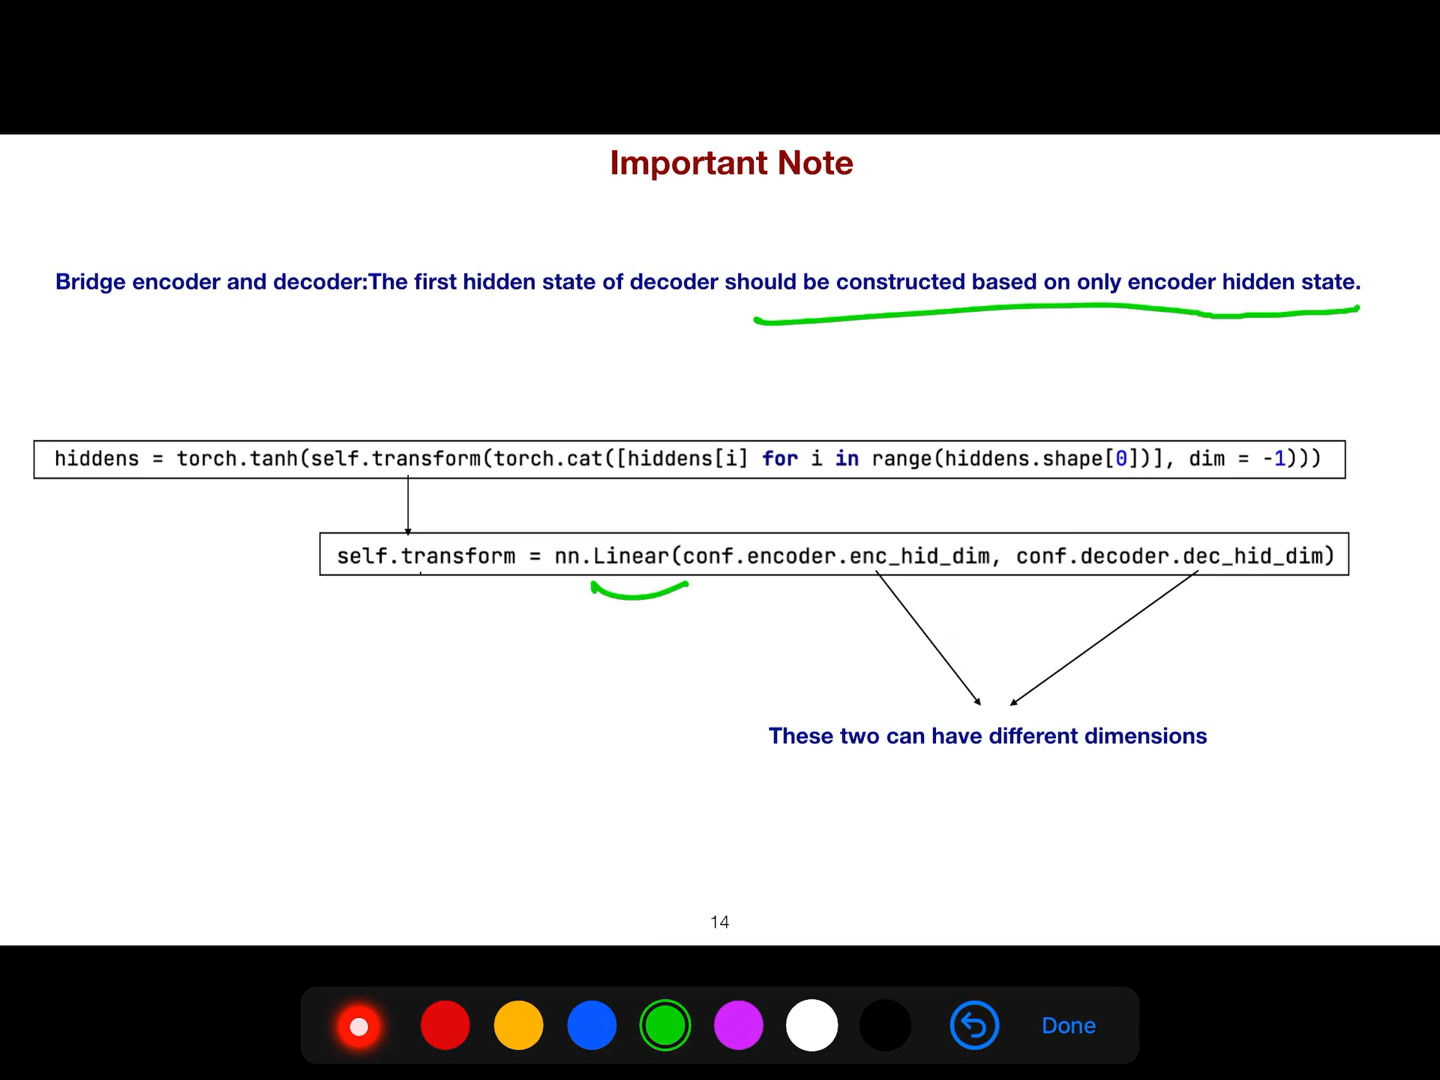 Important Note
Bridge encoder and decoder:The first hidden state of decoder should be constructed based on only encoder hidden state.
hiddens = torch.tanh(self.transform(torch.cat([hiddens[i] for i in range(hiddens.shape[0])], dim = -1)))
self.transform = nn.Linear(conf.encoder.enc_hid_dim, conf.decoder.dec_hid_dim)
These two can have different dimensions
14
Done